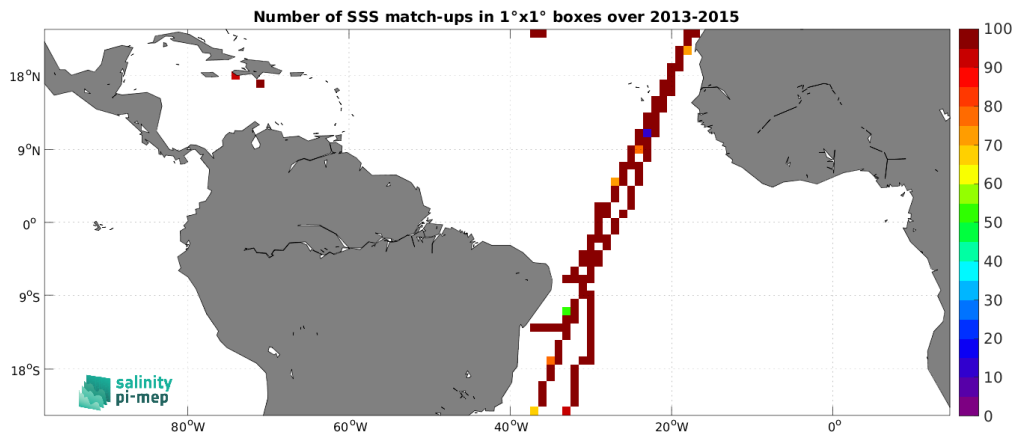 Number of SSS match-ups in 1°x1° boxes over 2013-2015
18°N
9°N
0°
9°S
18°S
80°W
60°W
40°W
20°W
0°
100
90
80
70
60
50
40
30
20
10
0
salinity
pi-mep